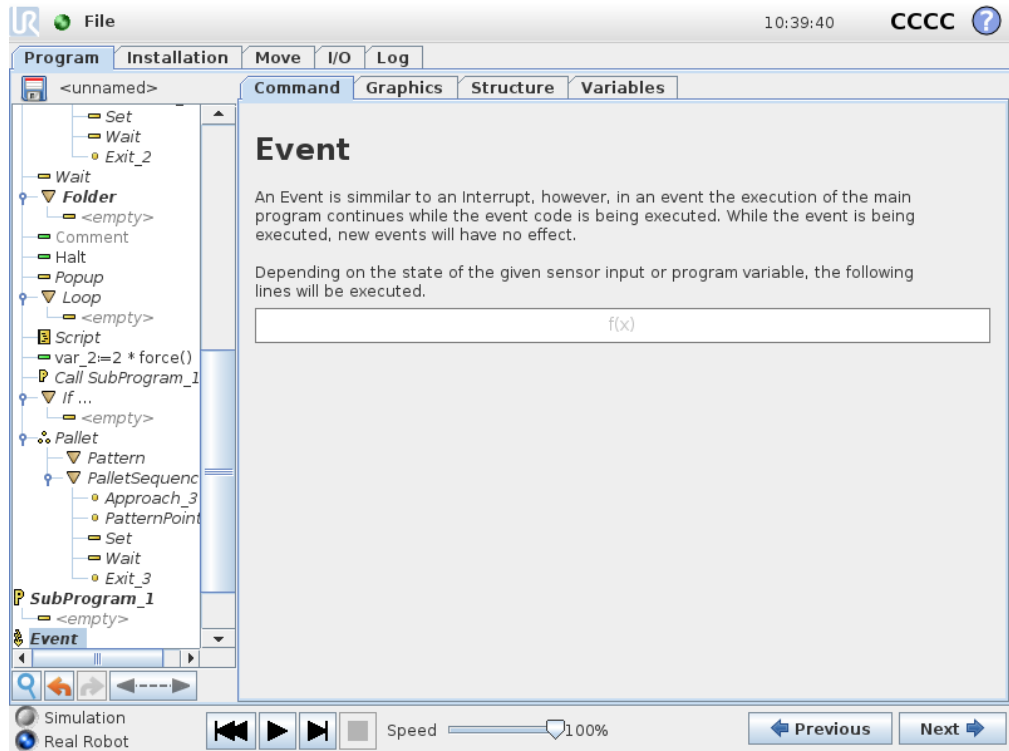 UR File 10:39:40 CCCC ?
Program Installation Move I/O Log
<unnamed> Command Graphics Structure Variables
Set
Wait
Exit_2
Wait
Folder
<empty>
Comment
Halt
Popup
Loop
<empty>
Script
var_2:=2 * force()
Call SubProgram_1
If ...
<empty>
Pallet
Pattern
PalletSequenc
Approach_3
PatternPoint
Set
Wait
Exit_3
P SubProgram_1
<empty>
Event
Event
An Event is simmilar to an Interrupt, however, in an event the execution of the main
program continues while the event code is being executed. While the event is being
executed, new events will have no effect.
Depending on the state of the given sensor input or program variable, the following
lines will be executed.
f(x)
Simulation
Real Robot
Speed 100%
Previous Next